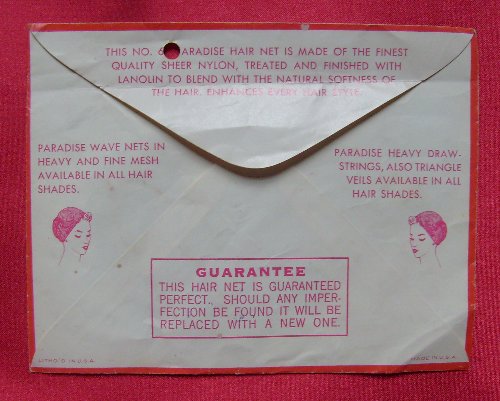 THIS NO. 6 PARADISE HAIR NET IS MADE OF THE FINEST
QUALITY SHEER NYLON, TREATED AND FINISHED WITH
LANOLIN TO BLEND WITH THE NATURAL SOFTNESS OF
THE HAIR. ENHANCES EVERY HAIR STYLE.
PARADISE WAVE NETS IN
HEAVY AND FINE MESH
AVAILABLE IN ALL HAIR
SHADES.
PARADISE HEAVY DRAW-
STRINGS, ALSO TRIANGLE
VEILS AVAILABLE IN ALL
HAIR SHADES.
GUARANTEE
THIS HAIR NET IS GUARANTEED
PERFECT., SHOULD ANY IMPER-
FECTION BE FOUND IT WILL BE
REPLACED WITH A NEW ONE.
LITHO'D IN U.S.A.
MADE IN U.S.A.